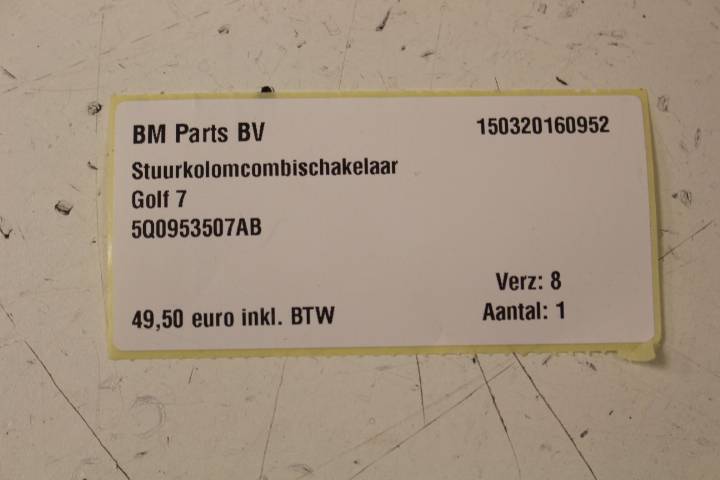 BM Parts BV 150320160952
Stuurkolomcombischakelaar
Golf 7
5Q0953507AB
Verz: 8
49,50 euro inkl. BTW Aantal: 1